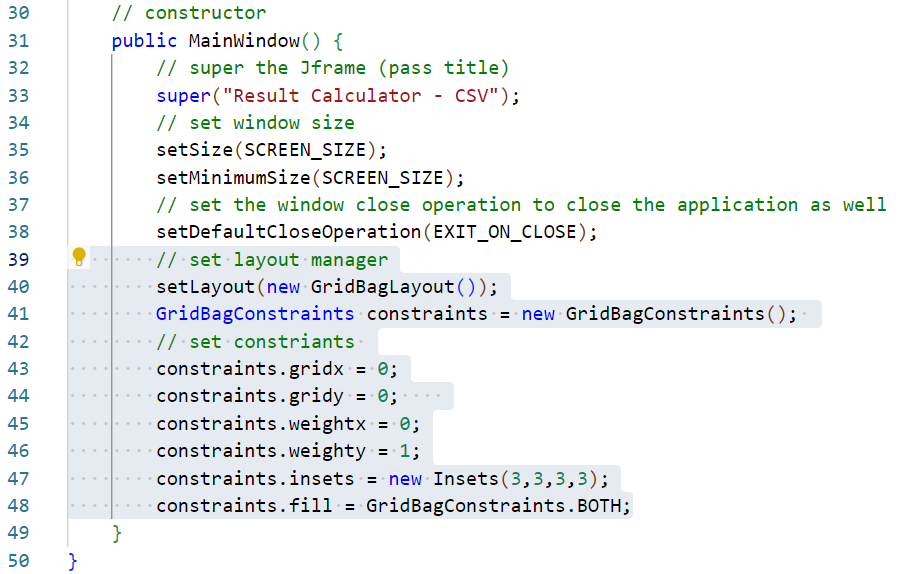 30 // constructor
31 public MainWindow() {
32 // super the Jframe (pass title)
33 super("Result Calculator - CSV");
34 // set window size
35 setSize(SCREEN_SIZE);
36 setMinimumSize(SCREEN_SIZE);
37 // set the window close operation to close the application as well
38 setDefaultCloseOperation(EXIT_ON_CLOSE);
39 // set layout manager
40 setLayout(new GridBagLayout());
41 GridBagConstraints constraints = new GridBagConstraints();
42 // set constriants
43 constraints.gridx = 0;
44 constraints.gridy = 0;
45 constraints.weightx = 0;
46 constraints.weighty = 1;
47 constraints.insets = new Insets(3,3,3,3);
48 constraints.fill = GridBagConstraints.BOTH;
49 }
50 }